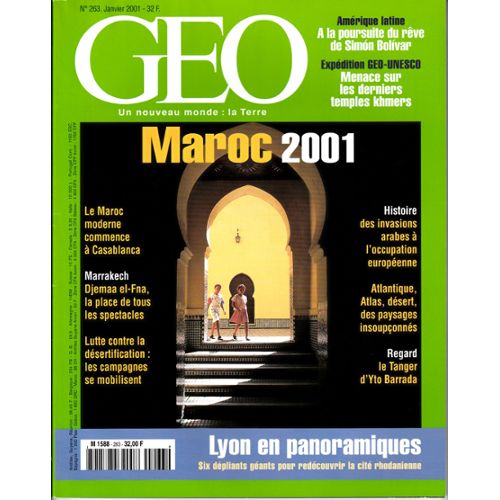 N° 263. Janvier 2001 - 32 F.
GEO
Un nouveau monde : la Terre
Amérique latine
A la poursuite du rêve
de Simón Bolívar
Expédition GEO-UNESCO
Menace sur
les derniers
temples khmers
Maroc 2001
Le Maroc
moderne
commence
à Casablanca
Marrakech
Djemaa el-Fna,
la place de tous
les spectacles
Lutte contre la
désertification :
les campagnes
se mobilisent
Histoire
des invasions
arabes à
l'occupation
européenne
Atlantique,
Atlas, désert,
des paysages
insoupçonnés
Regard
le Tanger
d'Yto Barrada
M 1588 - 263 - 32,00 F
Lyon en panoramiques
Six dépliants géants pour redécouvrir la cité rhodanienne